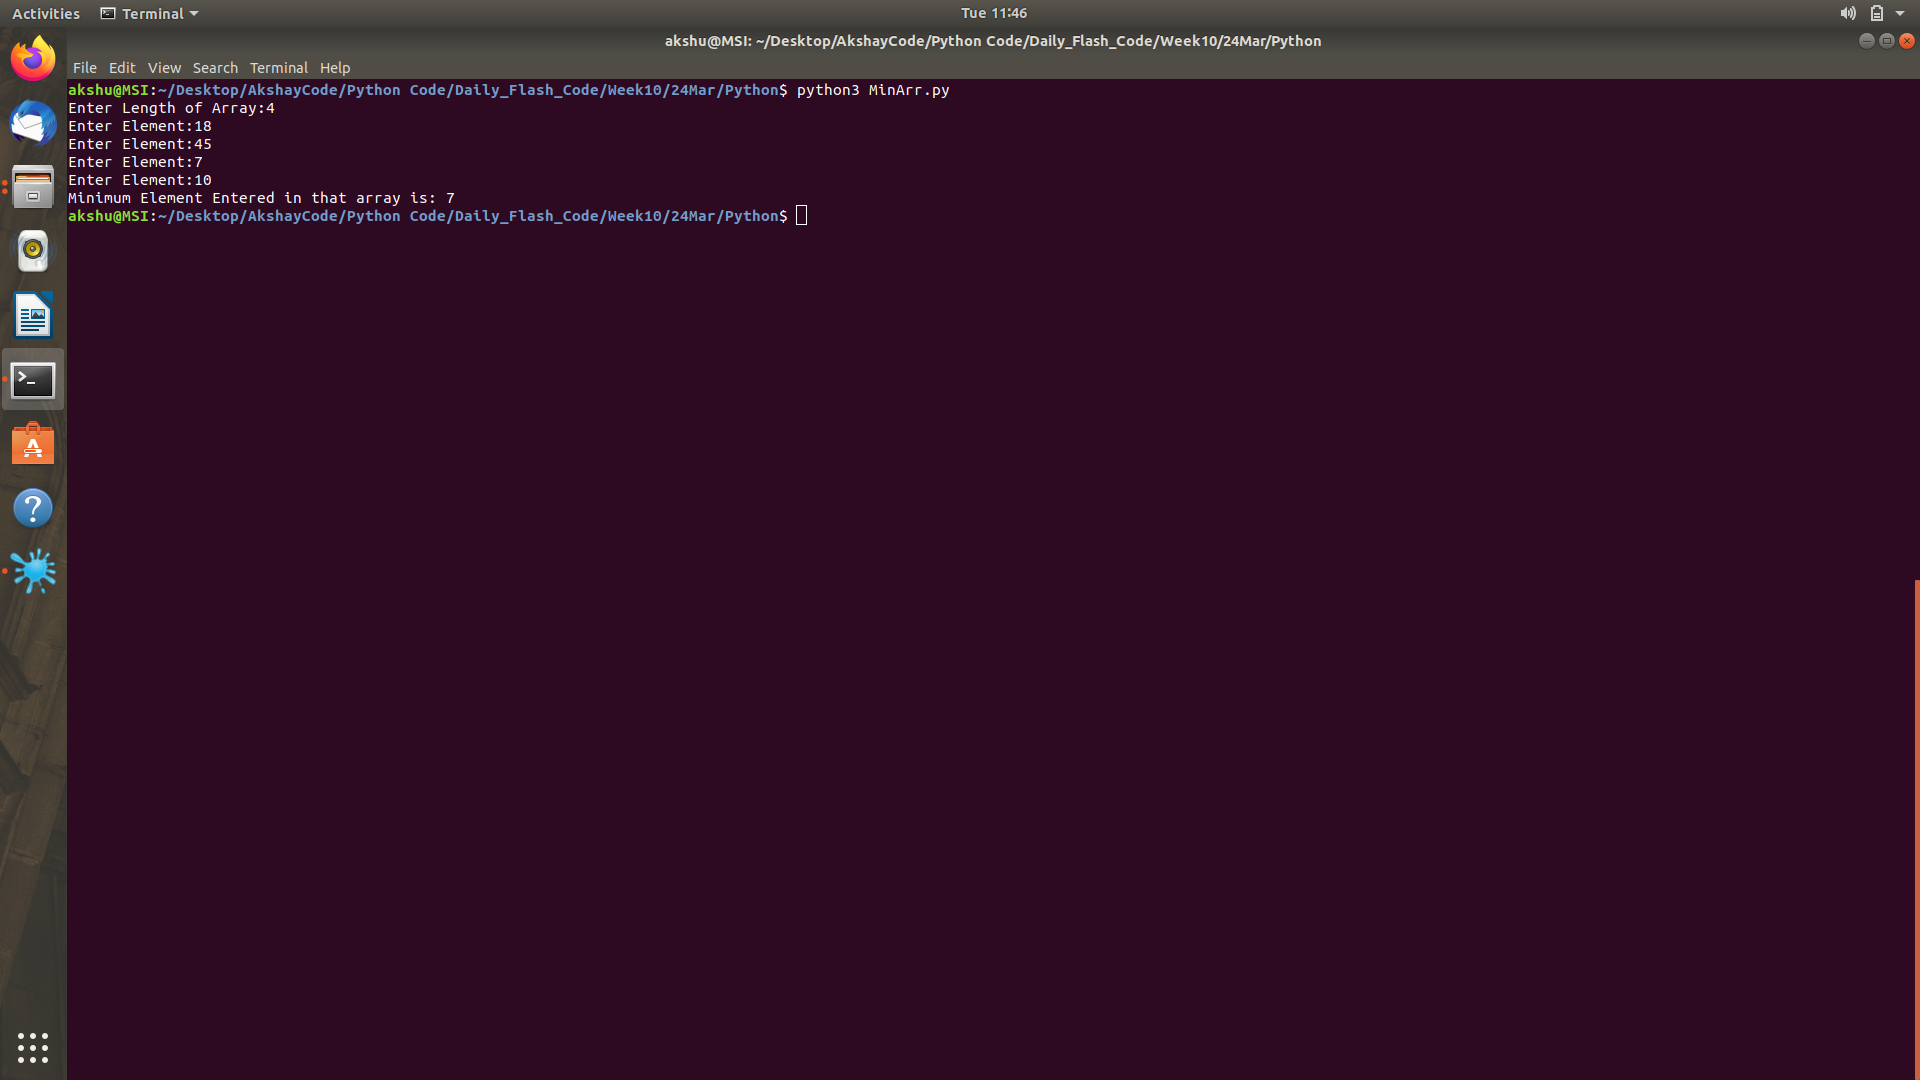 Activities Terminal Tue 11:46
akshu@MSI: ~/Desktop/AkshayCode/Python Code/Daily_Flash_Code/Week10/24Mar/Python
File Edit View Search Terminal Help
akshu@MSI:~/Desktop/AkshayCode/Python Code/Daily_Flash_Code/Week10/24Mar/Python$ python3 MinArr.py
Enter Length of Array:4
Enter Element:18
Enter Element:45
Enter Element:7
Enter Element:10
Minimum Element Entered in that array is: 7
akshu@MSI:~/Desktop/AkshayCode/Python Code/Daily_Flash_Code/Week10/24Mar/Python$